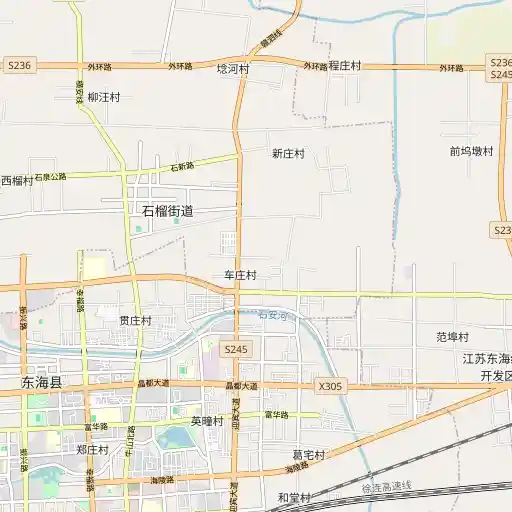 墨泗线
S236
外环路
外环路
埝河村
外环路
程庄村
外环路
S236
S245
柳汪村
新庄村
前坞墩村
石新路
石泉公路
西榴村
石榴街道
S23
车庄村
石安河
贯庄村
范埠村
S245
江苏东海经
开发区
东海县
晶都大道
晶都大道
X305
富华路
英疃村
富华路
郑庄村
葛宅村
海陵路
海陵路
徐连高速线
和堂村